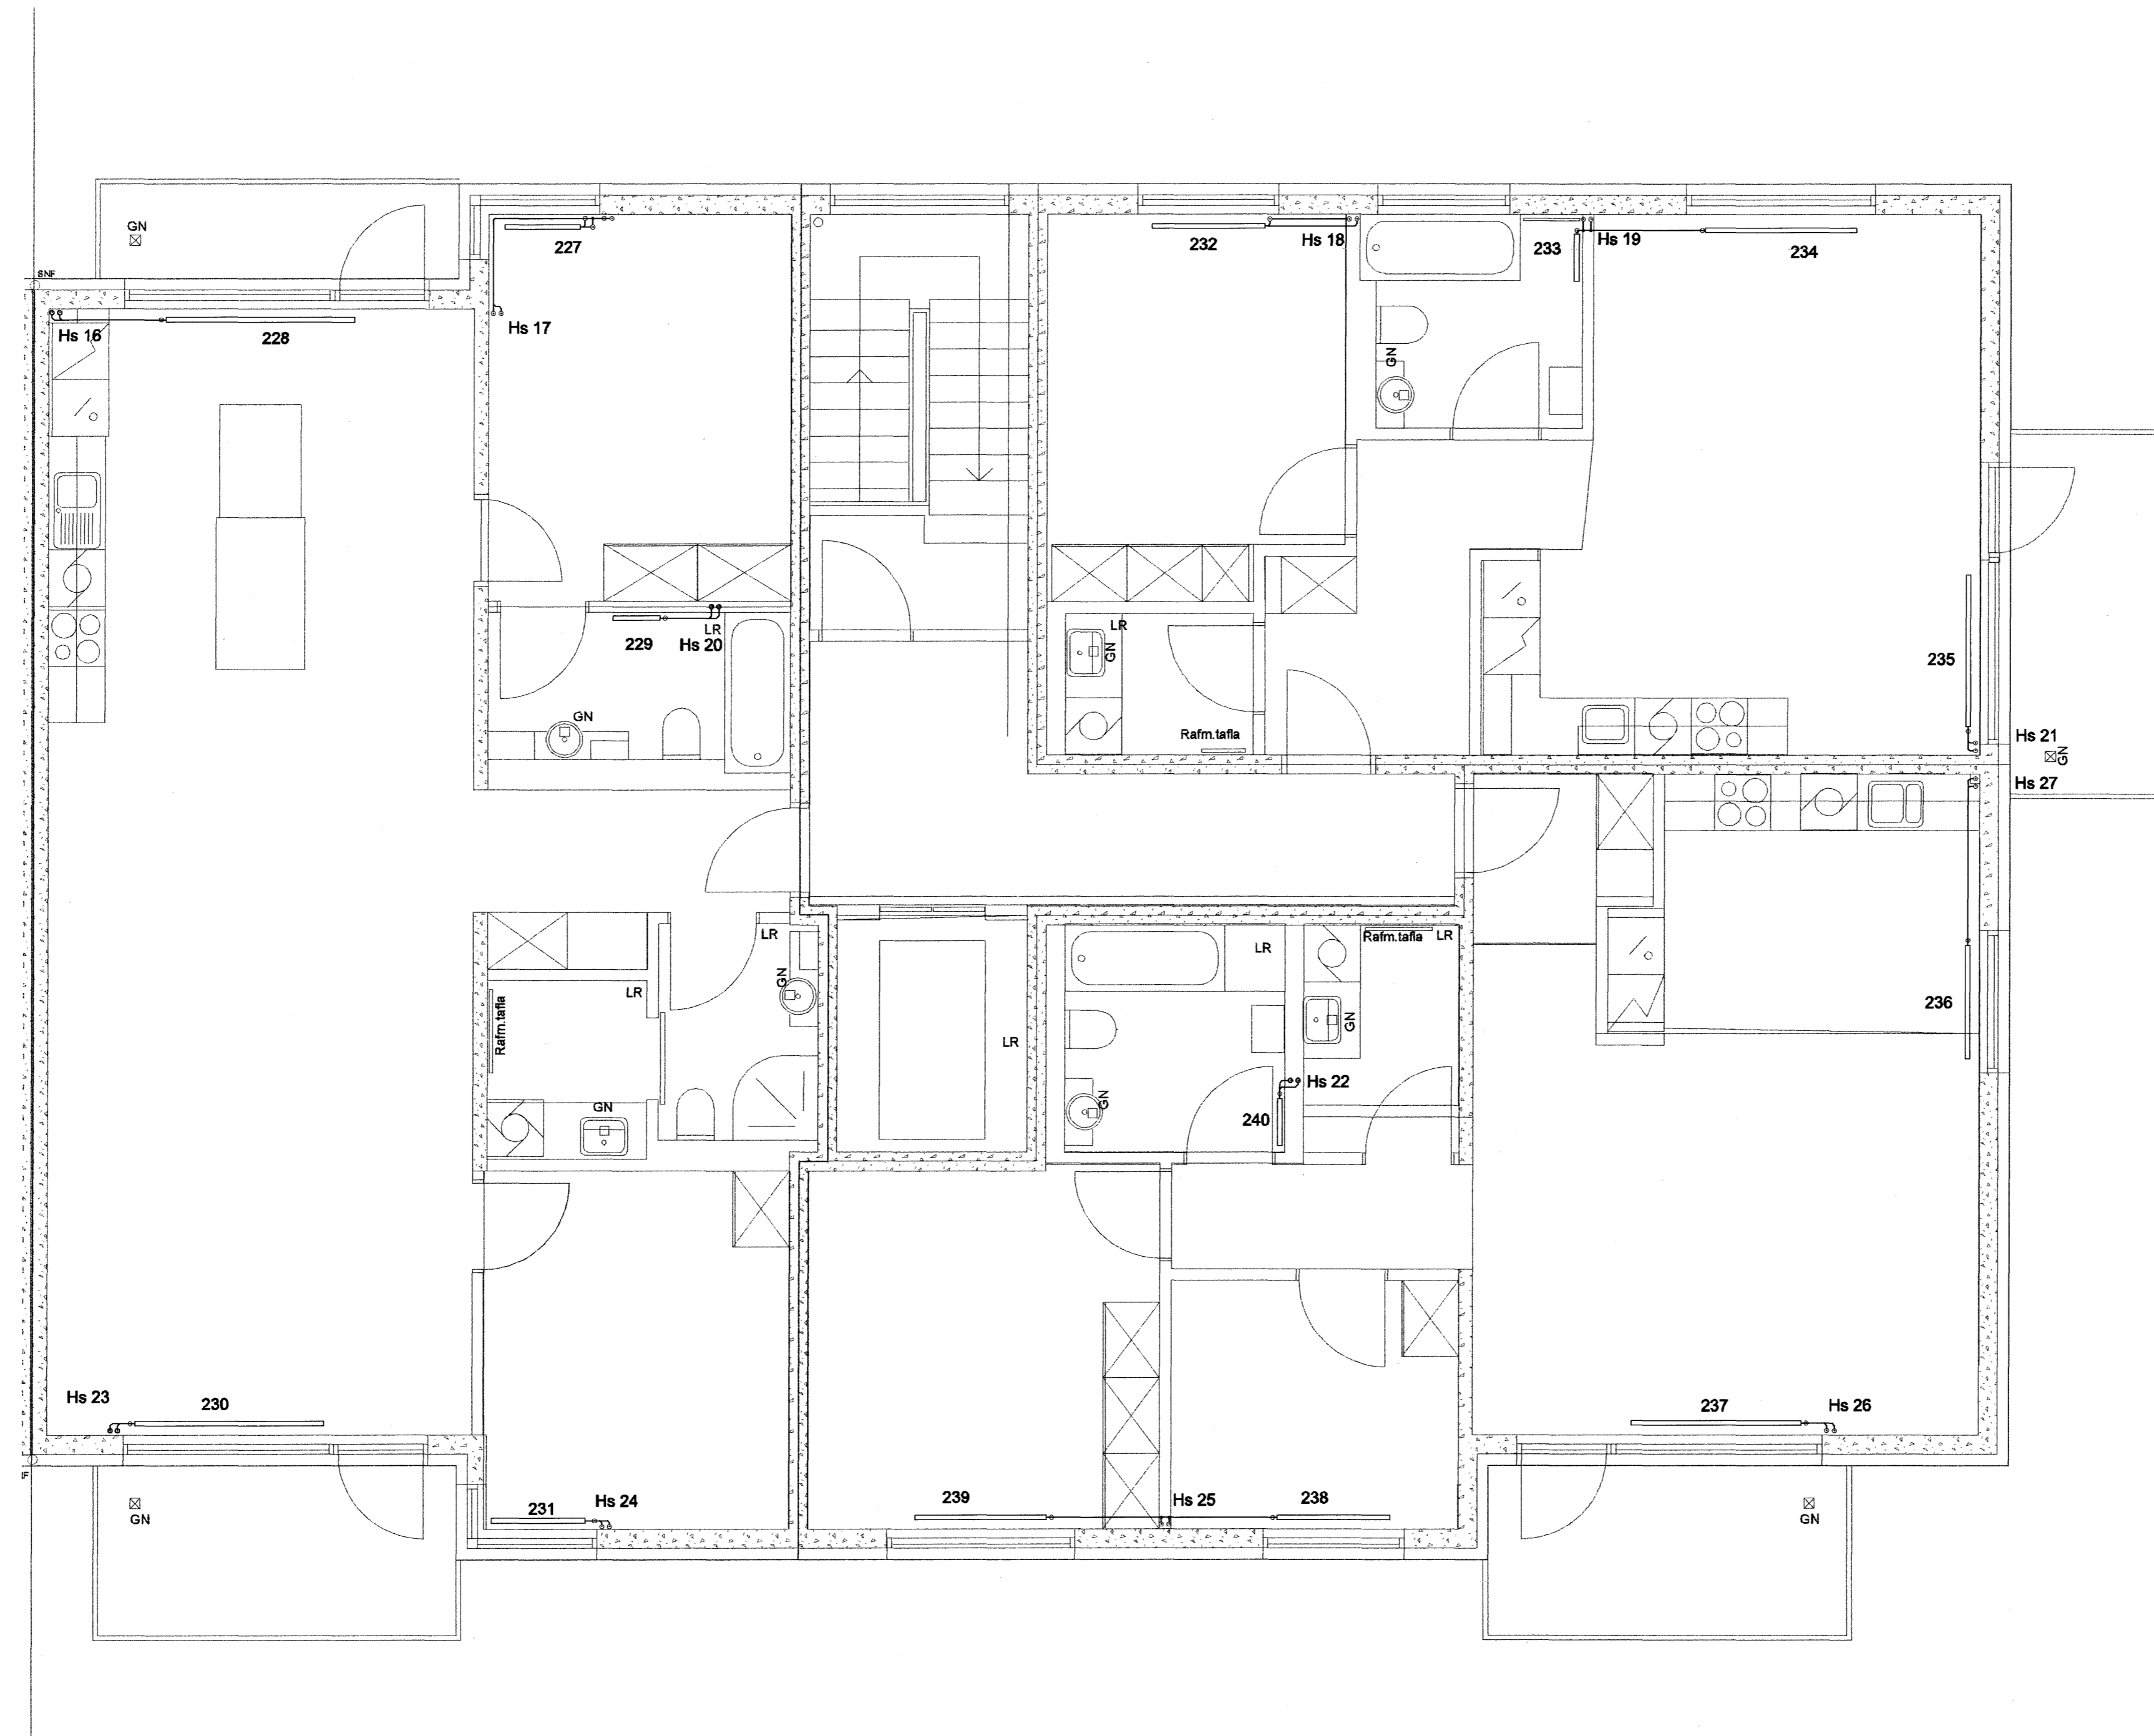 GN
227
232
Hs 18
233
Hs 19
234
SNF
Hs 16
228
Hs 17
GN
229
LR
Hs 20
LR
GN
235
GN
Rafm.tafla
Hs 21
GN
Hs 27
LR
LR
Rafm.tafla
LR
GN
LR
Rafm.tafla
236
LR
GN
GN
Hs 22
GN
240
Hs 23
230
237
Hs 26
IF
GN
231
Hs 24
239
Hs 25
238
GN